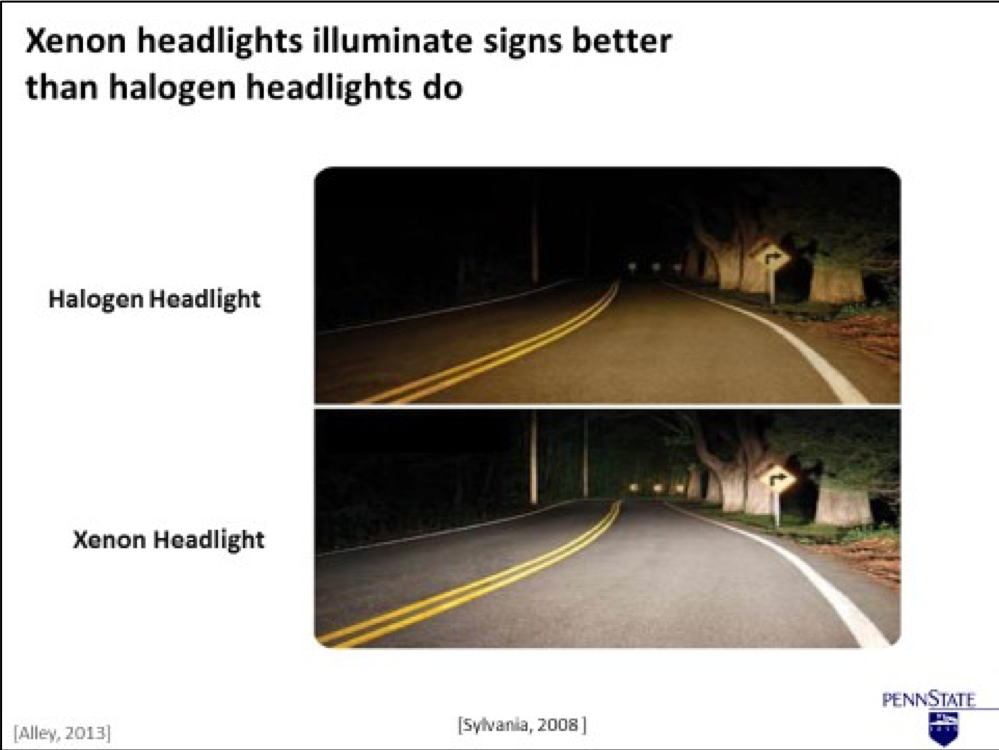 Xenon headlights illuminate signs better
than halogen headlights do
Halogen Headlight
Xenon Headlight
[Alley, 2013]
[Sylvania, 2008 ]
PENNSTATE